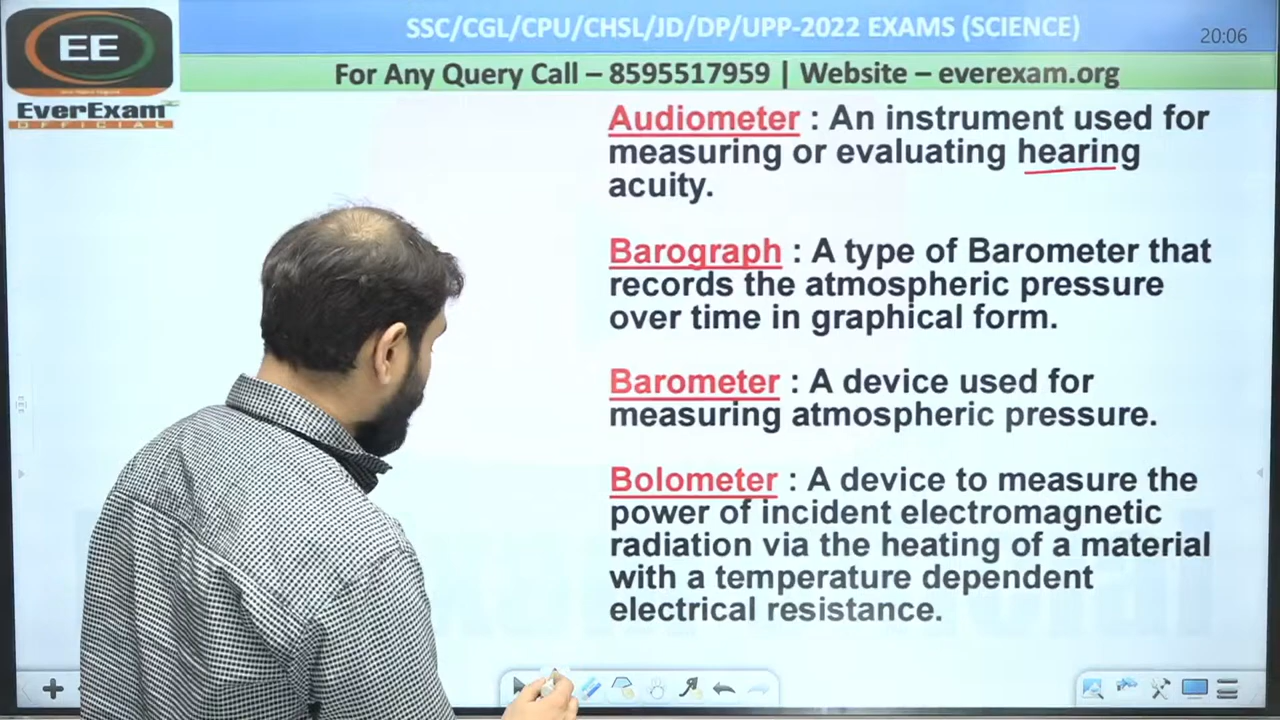 SSC/CGL/CPU/CHSL/JD/DP/UPP-2022 EXAMS (SCIENCE)
20:06
For Any Query Call – 8595517959 | Website – everexam.org
EE
EverExam
OFFICIAL
Audiometer : An instrument used for
measuring or evaluating hearing
acuity.
Barograph : A type of Barometer that
records the atmospheric pressure
over time in graphical form.
Barometer : A device used for
measuring atmospheric pressure.
Bolometer : A device to measure the
power of incident electromagnetic
radiation via the heating of a material
with a temperature dependent
electrical resistance.